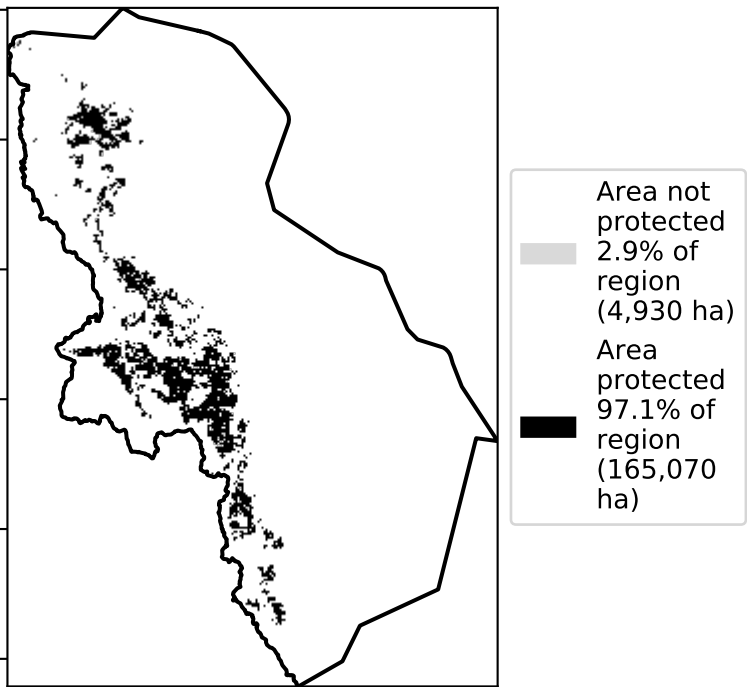 Area not
protected
2.9% of
region
(4,930 ha)
Area
protected
97.1% of
region
(165,070
ha)